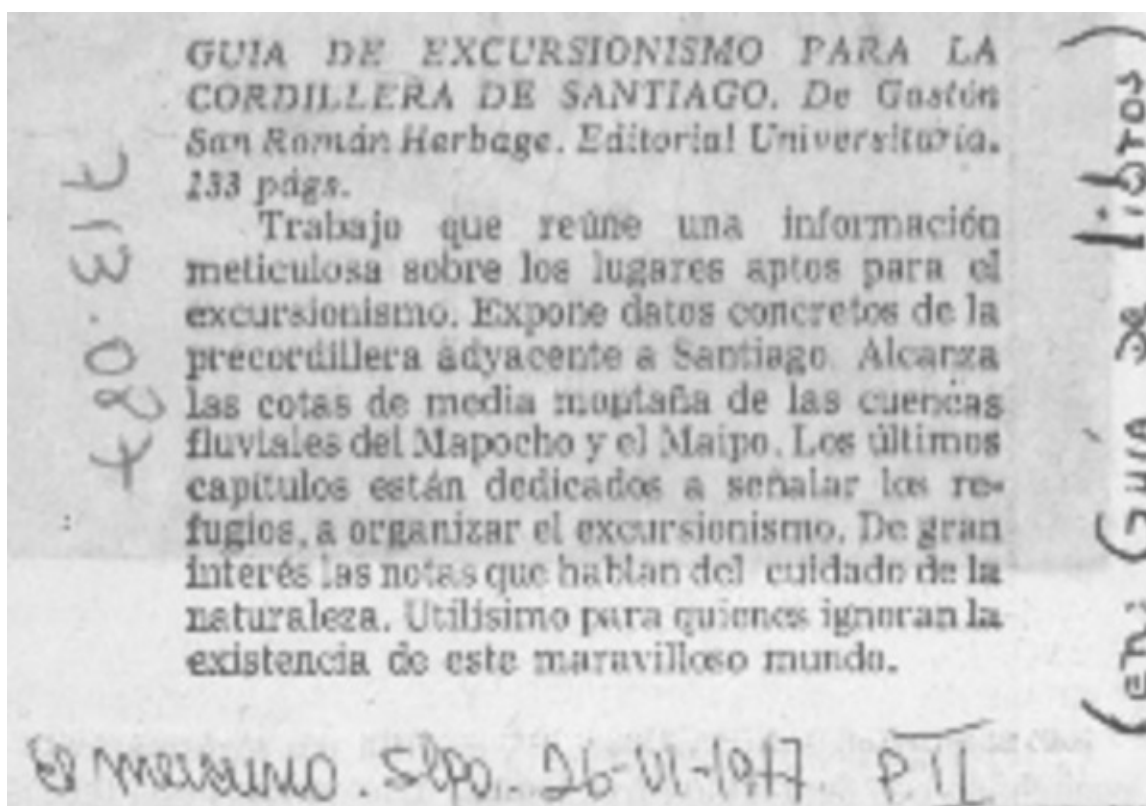 GUIA DE EXCURSIONISMO PARA LA
CORDILLERA DE SANTIAGO. De Gastón
San Román Herbage. Editorial Universitaria.
133 págs.
Trabajo que reúne una información
meticulosa sobre los lugares aptos para el
excursionismo. Expone datos concretos de la
precordillera adyacente a Santiago. Alcanza
las cotas de media montaña de las cuencas
fluviales del Mapocho y el Maipo. Los últimos
capítulos están dedicados a señalar los re-
fugios, a organizar el excursionismo. De gran
interés las notas que hablan del cuidado de la
naturaleza. Utilísimo para quienes ignoran la
existencia de este maravilloso mundo.
El Mercurio. Stgo. 26-VI-1977 P.III
713.087
(en: Guía de Libros)